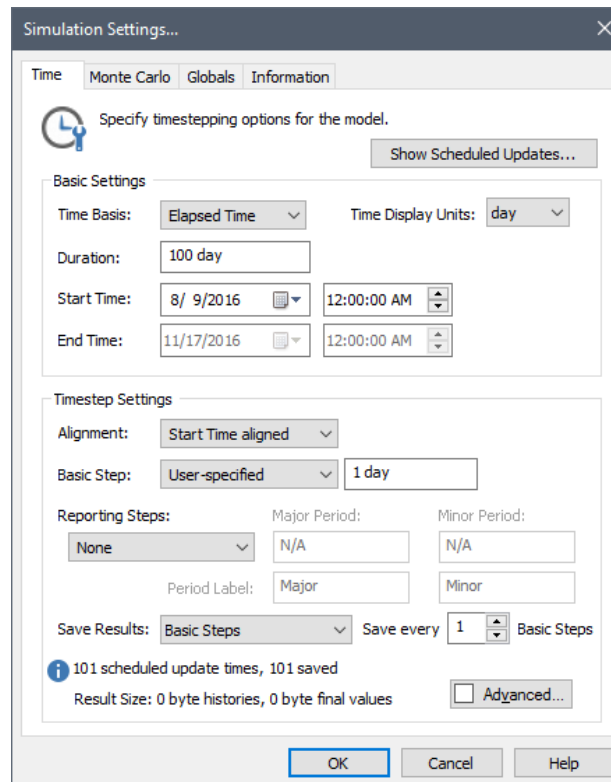 Simulation Settings...
Time Monte Carlo Globals Information
Specify timestepping options for the model.
Show Scheduled Updates...
Basic Settings
Time Basis: Elapsed Time Time Display Units: day
Duration: 100 day
Start Time: 8/ 9/2016 12:00:00 AM
End Time: 11/17/2016 12:00:00 AM
Timestep Settings
Alignment: Start Time aligned
Basic Step: User-specified 1 day
Reporting Steps: Major Period: Minor Period:
None N/A N/A
Period Label: Major Minor
Save Results: Basic Steps Save every 1 Basic Steps
101 scheduled update times, 101 saved
Result Size: 0 byte histories, 0 byte final values Advanced...
OK Cancel Help